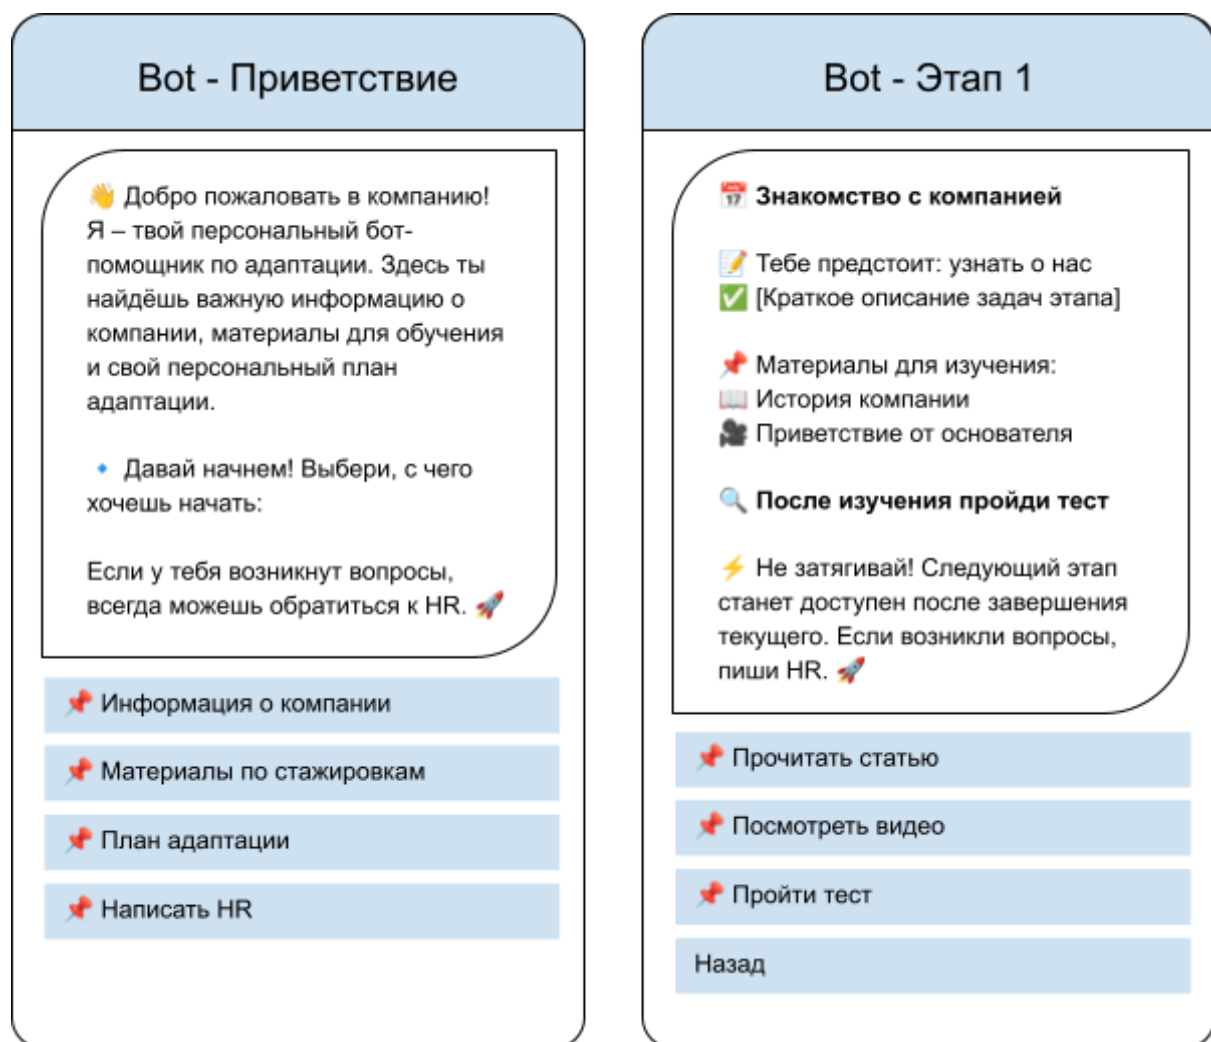 Bot - Приветствие
👋 Добро пожаловать в компанию!
Я – твой персональный бот-
помощник по адаптации. Здесь ты
найдёшь важную информацию о
компании, материалы для обучения
и свой персональный план
адаптации.
🔹 Давай начнем! Выбери, с чего
хочешь начать:
Если у тебя возникнут вопросы,
всегда можешь обратиться к HR. 🚀
📌 Информация о компании
📌 Материалы по стажировкам
📌 План адаптации
📌 Написать HR
Bot - Этап 1
📅 Знакомство с компанией
📝 Тебе предстоит: узнать о нас
✅ [Краткое описание задач этапа]
📌 Материалы для изучения:
📖 История компании
🎥 Приветствие от основателя
🔍 После изучения пройди тест
⚡ Не затягивай! Следующий этап
станет доступен после завершения
текущего. Если возникли вопросы,
пиши HR. 🚀
📌 Прочитать статью
📌 Посмотреть видео
📌 Пройти тест
Назад